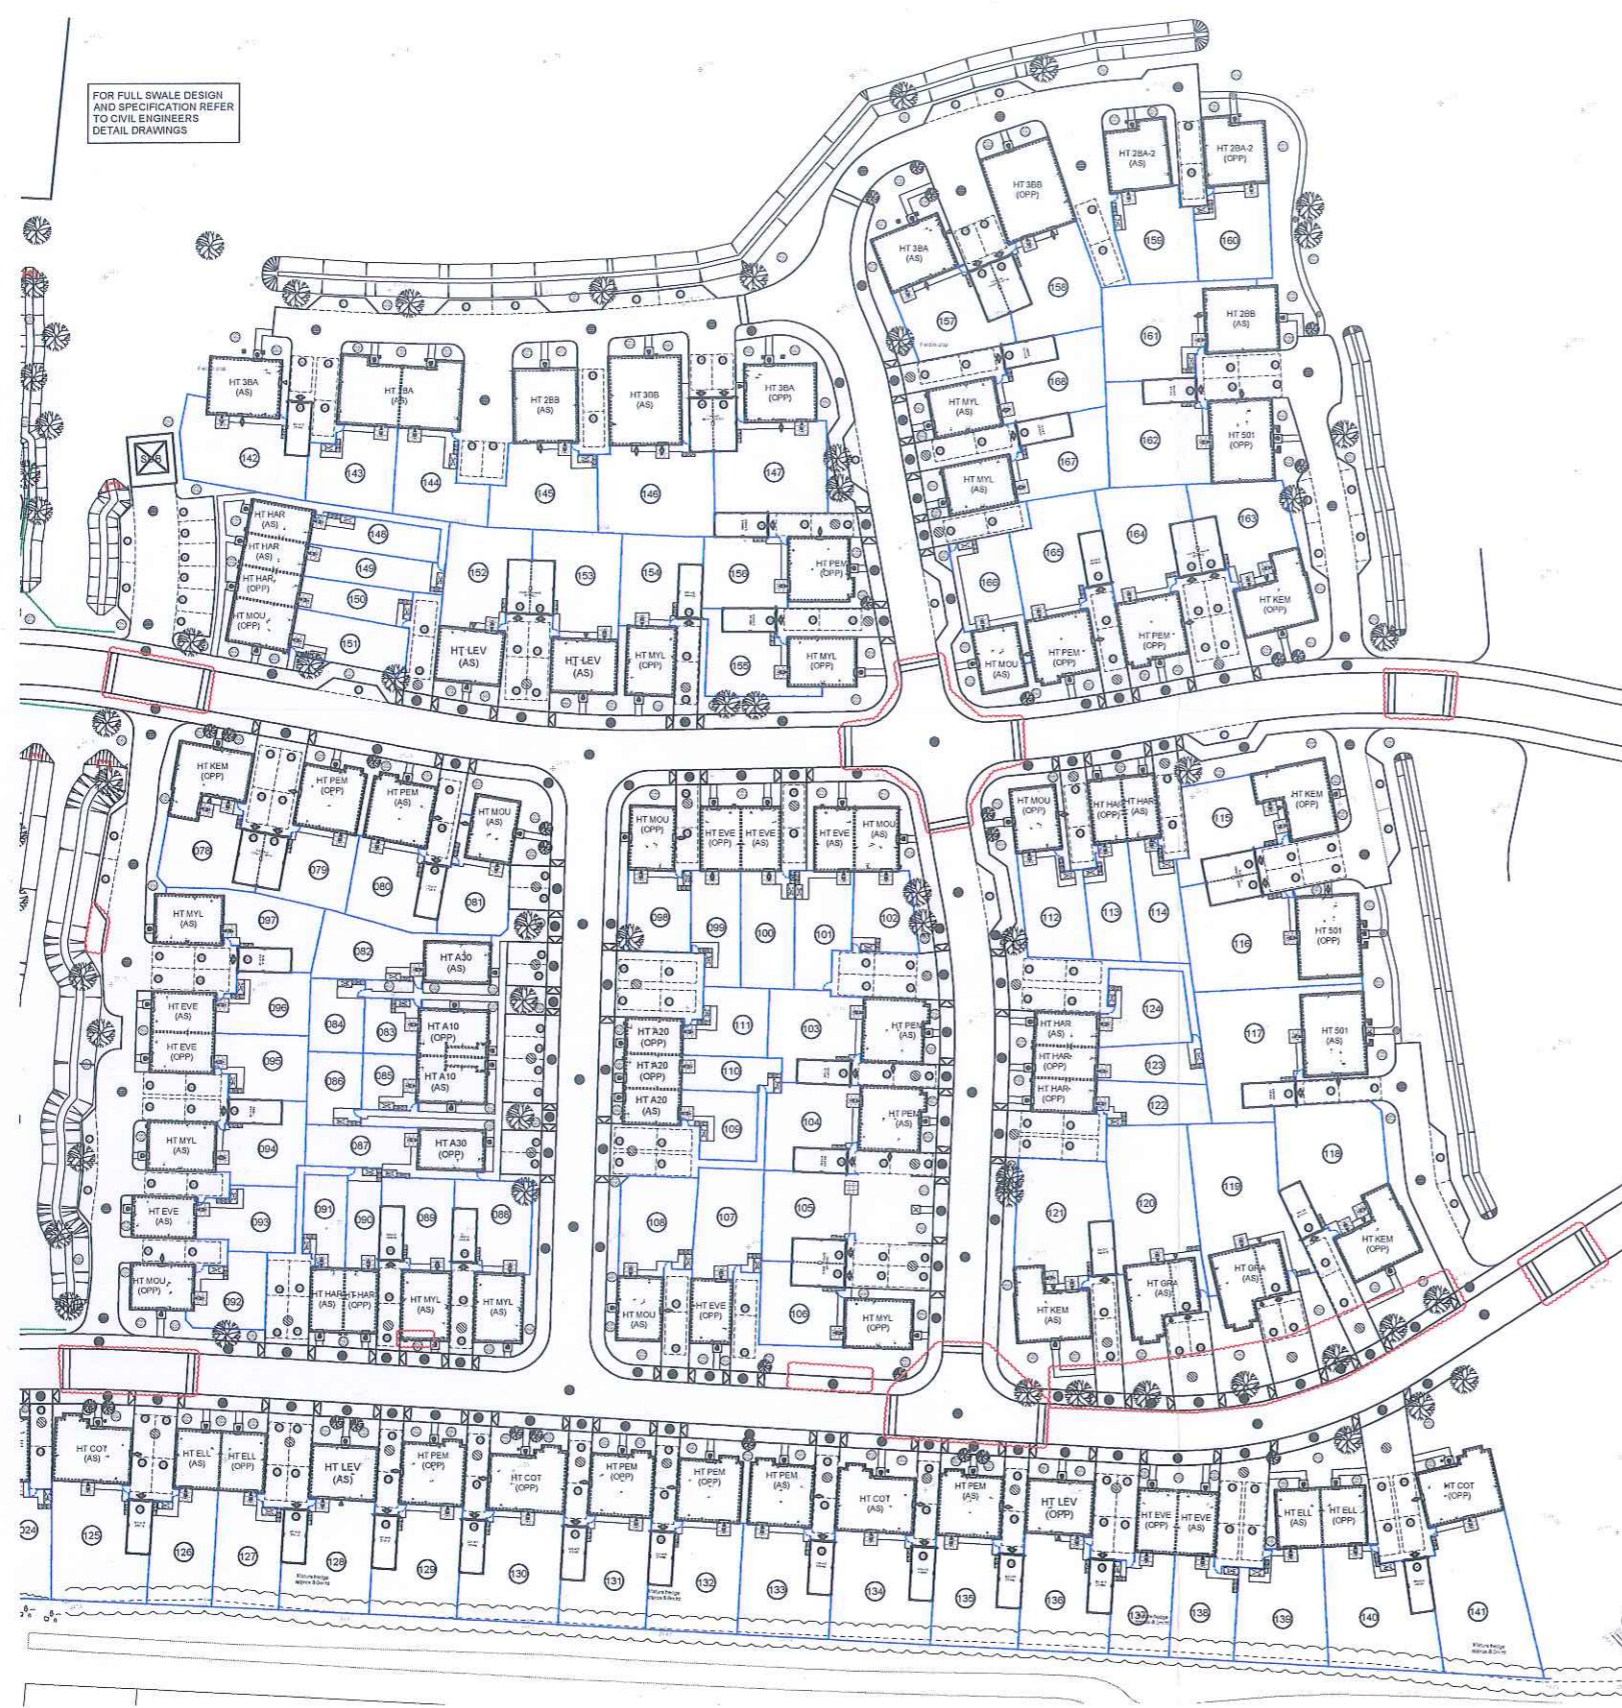 FOR FULL SWALE DESIGN
AND SPECIFICATION REFER
TO CIVIL ENGINEERS
DETAIL DRAWINGS
HT 2BA-2
(AS)
HT 2BA-2
(OPP)
HT 3BB
(OPP)
HT 3BA
(AS)
159
160
158
157
HT 2BB
(AS)
161
HT 3BA
(AS)
(AS)
HT 2BB
(AS)
HT 3BB
(AS)
HT 3BA
(OPP)
168
HT MYL
(AS)
162
HT 501
(OPP)
142
143
144
145
146
147
167
HT MYL
(AS)
HT HAR
(AS)
HT HAR
(AS)
HT HAR
(OPP)
HT MOU
(OPP)
148
149
150
151
152
153
154
156
HT PEM
(OPP)
163
164
165
166
HT LEV
(AS)
HT LEV
(AS)
HT MYL
(OPP)
155
HT MYL
(OPP)
HT MOU
(AS)
HT PEM
(OPP)
HT PEM
(AS)
HT KEM
(OPP)
HT KEM
(OPP)
HT PEM
(OPP)
HT PEM
(AS)
HT MOU
(AS)
HT MOU
(OPP)
HT EVE
(OPP)
HT EVE
(AS)
HT EVE
(AS)
HT MOU
(AS)
HT MOU
(OPP)
HT HAR
(OPP)
HT HAR
(AS)
115
HT KEM
(OPP)
078
079
080
081
HT MYL
(AS)
097
082
HT A30
(AS)
098
099
100
101
102
112
113
114
116
HT 501
(OPP)
HT EVE
(AS)
HT EVE
(OPP)
096
084
083
HT A10
(OPP)
095
086
085
HT A10
(AS)
HT A20
(OPP)
HT A20
(OPP)
HT A20
(AS)
111
110
109
103
HT PEM
(AS)
104
HT PEM
(AS)
HT HAR
(AS)
HT HAR
(OPP)
HT HAR
(OPP)
124
123
122
117
HT 501
(AS)
HT MYL
(AS)
094
087
HT A30
(OPP)
118
HT EVE
(AS)
093
091
090
089
088
108
107
105
121
120
119
HT MOU
(OPP)
092
HT HAR
(AS)
HT HAR
(OPP)
HT MYL
(AS)
HT MYL
(AS)
HT MOU
(AS)
HT EVE
(OPP)
106
HT MYL
(OPP)
HT KEM
(OPP)
HT GRA
(AS)
HT GRA
(AS)
HT KEM
(OPP)
HT COT
(AS)
HT ELL
(AS)
HT ELL
(OPP)
HT LEV
(AS)
HT PEM
(OPP)
HT COT
(OPP)
HT PEM
(AS)
HT PEM
(OPP)
HT PEM
(AS)
HT COT
(AS)
HT PEM
(AS)
HT LEV
(OPP)
HT EVE
(OPP)
HT EVE
(AS)
HT ELL
(AS)
HT ELL
(OPP)
HT COT
(OPP)
024
125
126
127
128
129
130
131
132
133
134
135
136
137
138
139
140
141